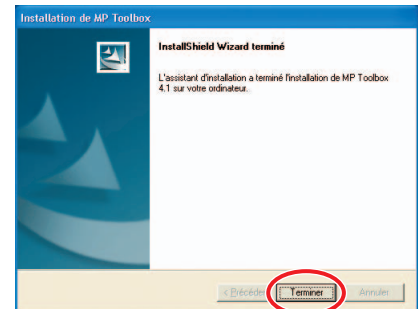 Installation de MP Toolbox
InstallShield Wizard terminé
L'assistant d'installation a terminé l'installation de MP Toolbox
4.1 sur votre ordinateur.
< Précéder Terminer Annuler